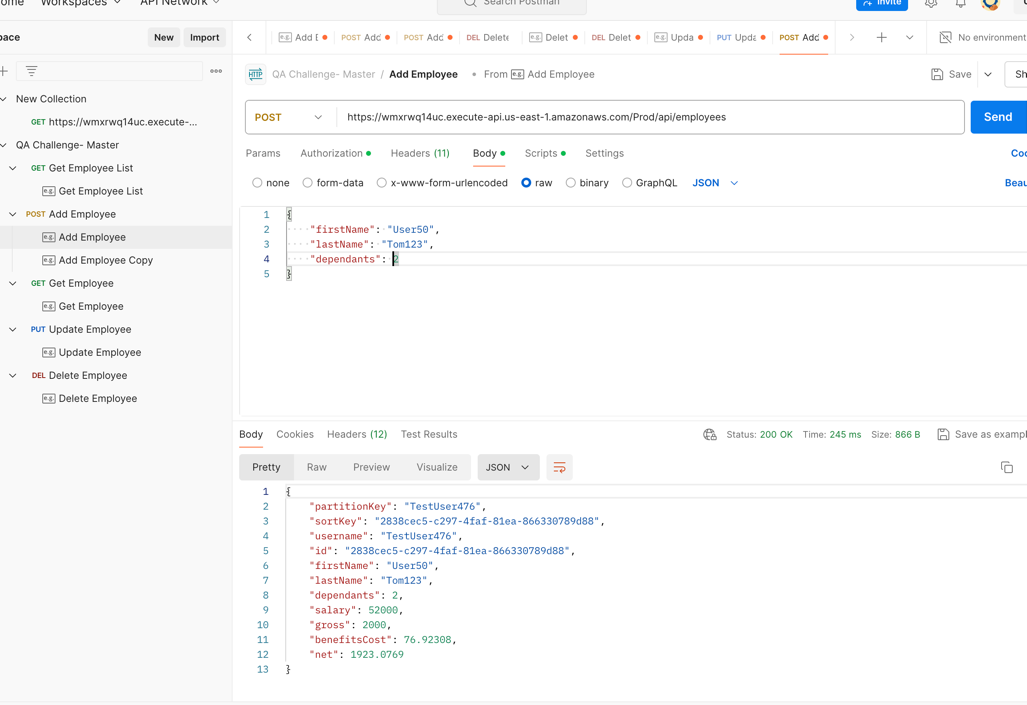 ome Workspaces API Network Search Postman Invite
pace New Import
Add E POST Add POST Add DEL Delete Delet DEL Delet Upda PUT Upda POST Add No environment
QA Challenge- Master / Add Employee From e.g. Add Employee Save Sh
New Collection
GET https://wmxrwq14uc.execute-...
QA Challenge- Master
GET Get Employee List
e.g. Get Employee List
POST Add Employee
e.g. Add Employee
e.g. Add Employee Copy
GET Get Employee
e.g. Get Employee
PUT Update Employee
e.g. Update Employee
DEL Delete Employee
e.g. Delete Employee
POST https://wmxrwq14uc.execute-api.us-east-1.amazonaws.com/Prod/api/employees Send
Params Authorization Headers (11) Body Scripts Settings Coo
none form-data x-www-form-urlencoded raw binary GraphQL JSON Beau
1 {
2 "firstName": "User50",
3 "lastName": "Tom123",
4 "dependants": 2
5 }
Body Cookies Headers (12) Test Results Status: 200 OK Time: 245 ms Size: 866 B Save as exampl
Pretty Raw Preview Visualize JSON
1 {
2 "partitionKey": "TestUser476",
3 "sortKey": "2838cec5-c297-4faf-81ea-866330789d88",
4 "username": "TestUser476",
5 "id": "2838cec5-c297-4faf-81ea-866330789d88",
6 "firstName": "User50",
7 "lastName": "Tom123",
8 "dependants": 2,
9 "salary": 52000,
10 "gross": 2000,
11 "benefitsCost": 76.92308,
12 "net": 1923.0769
13 }